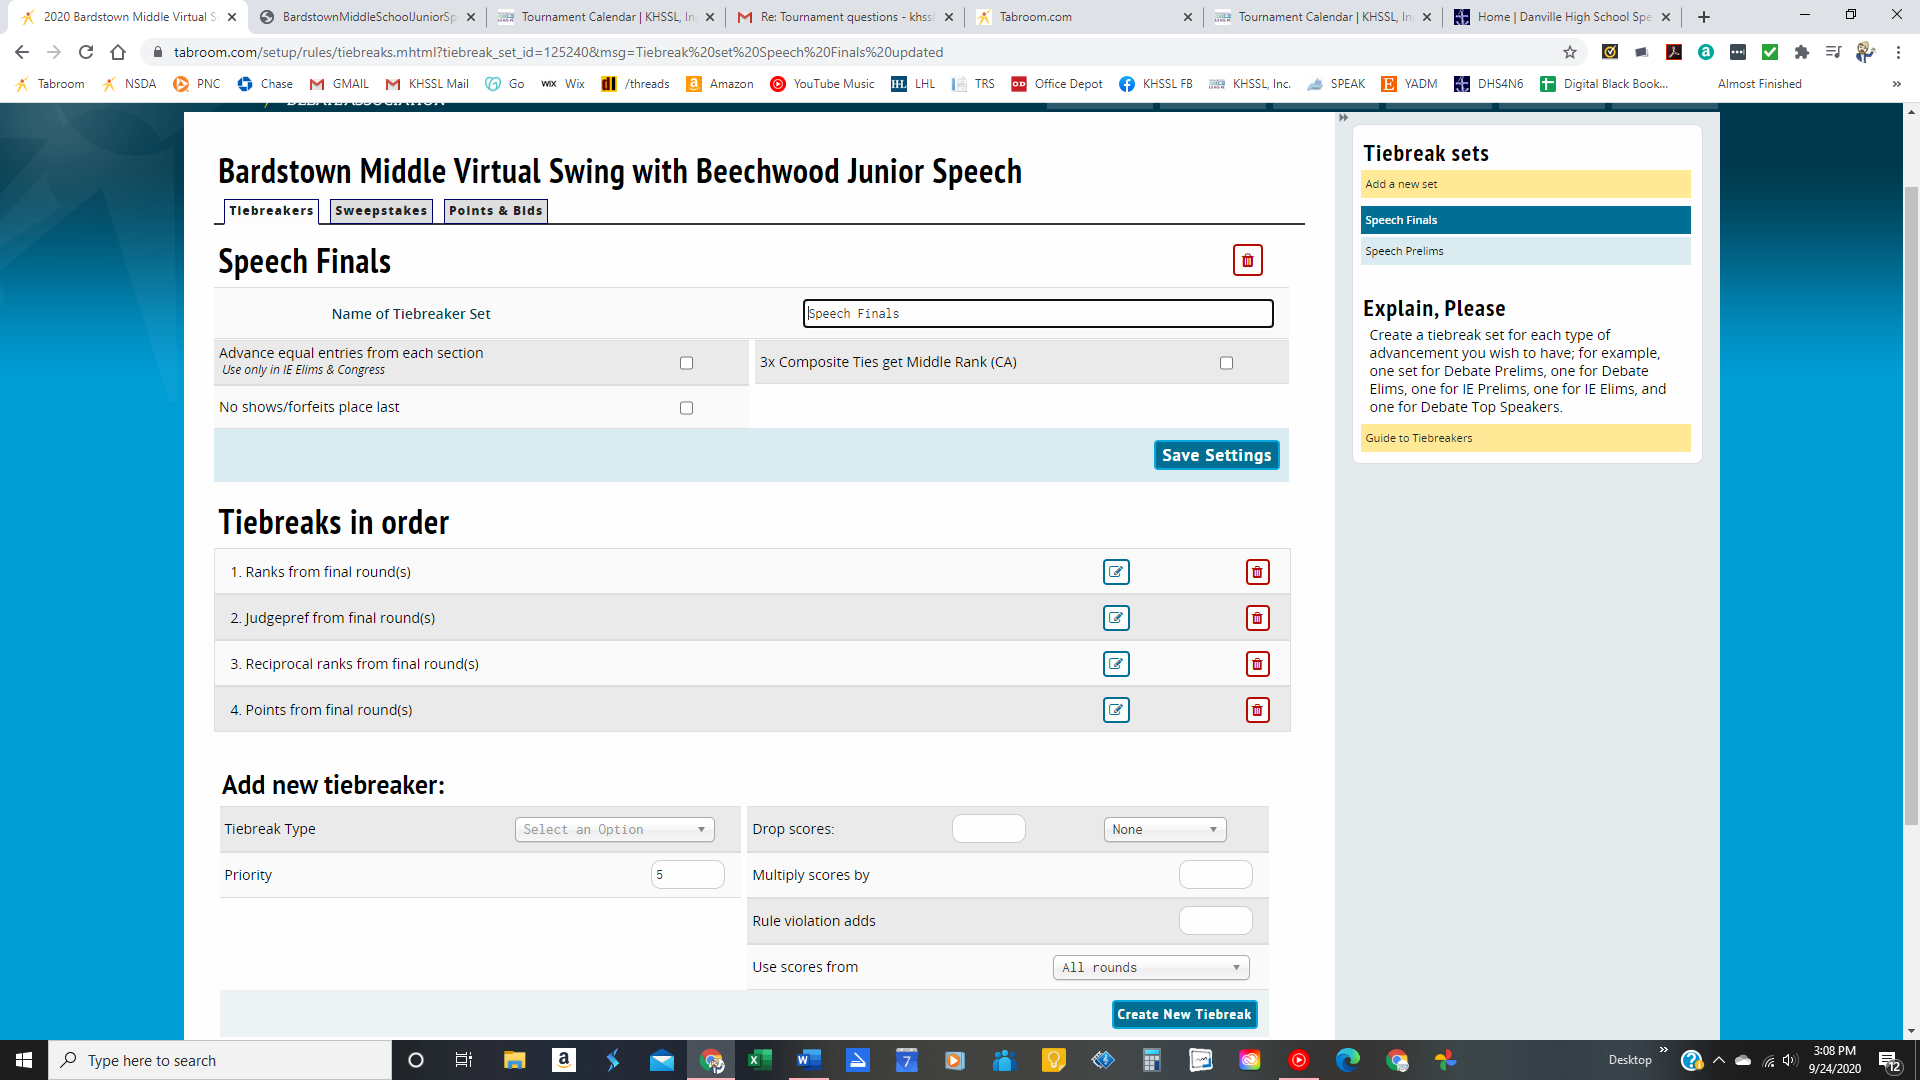 2020 Bardstown Middle Virtual S
BardstownMiddleSchoolJuniorSp
Tournament Calendar | KHSSL, In
Re: Tournament questions - khssl
Tabroom.com
Tournament Calendar | KHSSL, In
Home | Danville High School Spe
tabroom.com/setup/rules/tiebreaks.mhtml?tiebreak_set_id=125240&msg=Tiebreak%20set%20Speech%20Finals%20updated
Tabroom NSDA PNC Chase GMAIL KHSSL Mail Go Wix /threads Amazon YouTube Music LHL TRS Office Depot KHSSL FB KHSSL, Inc. SPEAK YADM DHS4N6 Digital Black Book... Almost Finished »
Bardstown Middle Virtual Swing with Beechwood Junior Speech
Tiebreakers Sweepstakes Points & Bids
Speech Finals
Name of Tiebreaker Set Speech Finals
Advance equal entries from each section
Use only in IE Elims & Congress
3x Composite Ties get Middle Rank (CA)
No shows/forfeits place last
Save Settings
Tiebreaks in order
1. Ranks from final round(s)
2. Judgepref from final round(s)
3. Reciprocal ranks from final round(s)
4. Points from final round(s)
Add new tiebreaker:
Tiebreak Type Select an Option
Drop scores: None
Priority 5
Multiply scores by
Rule violation adds
Use scores from All rounds
Create New Tiebreak
Tiebreak sets
Add a new set
Speech Finals
Speech Prelims
Explain, Please
Create a tiebreak set for each type of
advancement you wish to have; for example,
one set for Debate Prelims, one for Debate
Elims, one for IE Prelims, one for IE Elims, and
one for Debate Top Speakers.
Guide to Tiebreakers
Type here to search
Desktop »
3:08 PM
9/24/2020
12